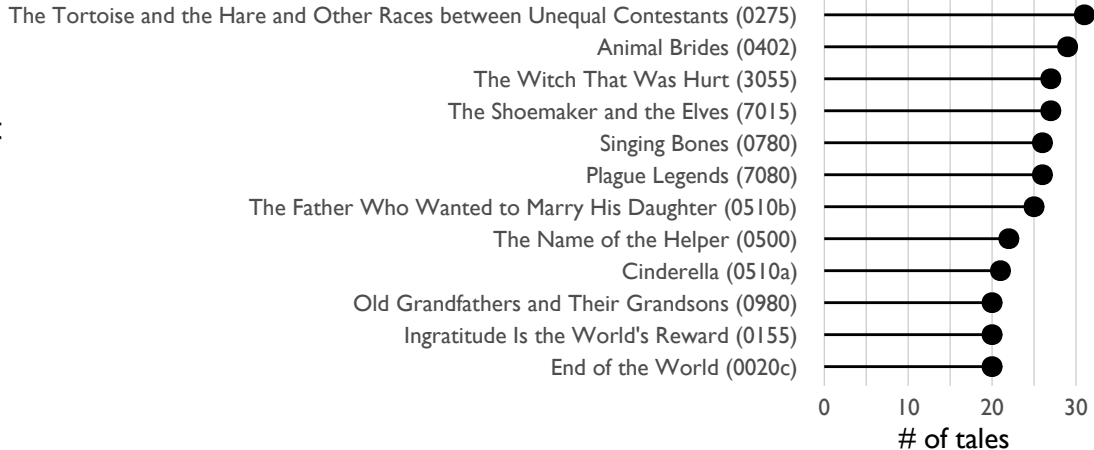 The Tortoise and the Hare and Other Races between Unequal Contestants (0275)
Animal Brides (0402)
The Witch That Was Hurt (3055)
The Shoemaker and the Elves (7015)
Singing Bones (0780)
Plague Legends (7080)
The Father Who Wanted to Marry His Daughter (0510b)
The Name of the Helper (0500)
Cinderella (0510a)
Old Grandfathers and Their Grandsons (0980)
Ingratitude Is the World's Reward (0155)
End of the World (0020c)
0 10 20 30
# of tales